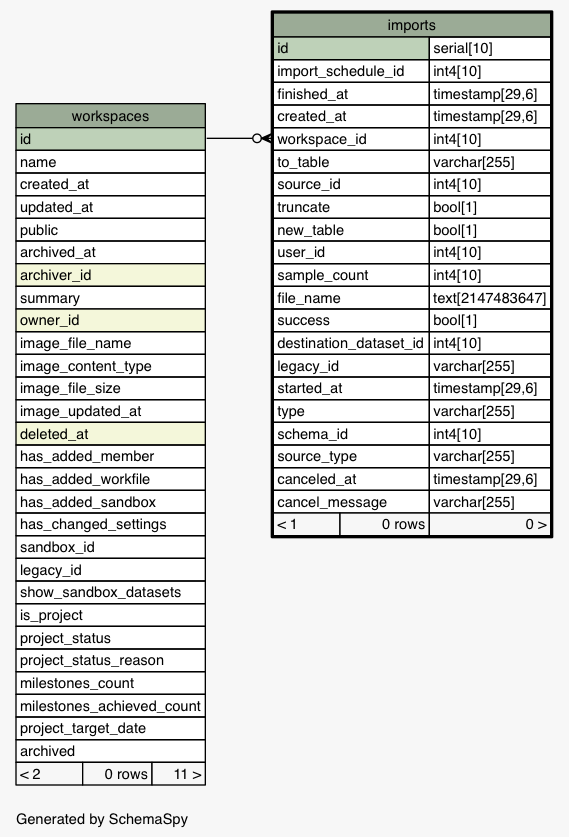 imports
id serial[10]
import_schedule_id int4[10]
finished_at timestamp[29,6]
created_at timestamp[29,6]
workspace_id int4[10]
to_table varchar[255]
source_id int4[10]
truncate bool[1]
new_table bool[1]
user_id int4[10]
sample_count int4[10]
file_name text[2147483647]
success bool[1]
destination_dataset_id int4[10]
legacy_id varchar[255]
started_at timestamp[29,6]
type varchar[255]
schema_id int4[10]
source_type varchar[255]
canceled_at timestamp[29,6]
cancel_message varchar[255]
< 1 0 rows 0 >
workspaces
id
name
created_at
updated_at
public
archived_at
archiver_id
summary
owner_id
image_file_name
image_content_type
image_file_size
image_updated_at
deleted_at
has_added_member
has_added_workfile
has_added_sandbox
has_changed_settings
sandbox_id
legacy_id
show_sandbox_datasets
is_project
project_status
project_status_reason
milestones_count
milestones_achieved_count
project_target_date
archived
< 2 0 rows 11 >
Generated by SchemaSpy